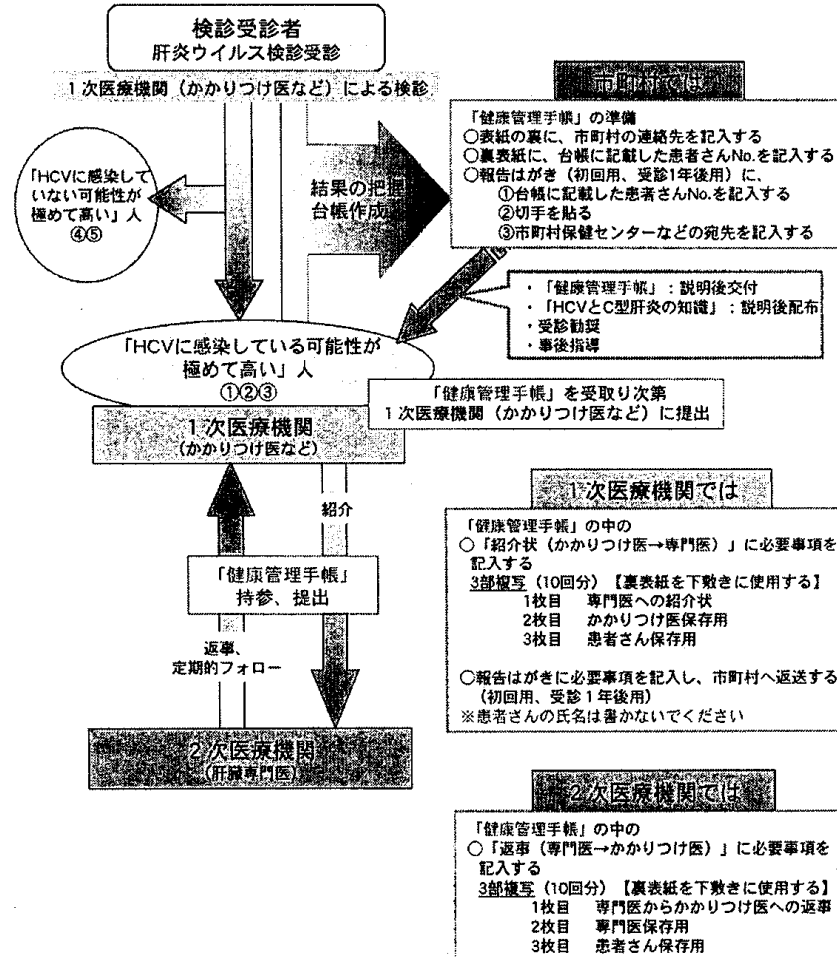 検診受診者
肝炎ウイルス検診受診
1次医療機関（かかりつけ医など）による検診
「HCVに感染して
いない可能性が
極めて高い」人
④⑤
結果の把握
台帳作成
市町村では
「健康管理手帳」の準備
○表紙の裏に、市町村の連絡先を記入する
○裏表紙に、台帳に記載した患者さんNo.を記入する
○報告はがき（初回用、受診1年後用）に、
①台帳に記載した患者さんNo.を記入する
②切手を貼る
③市町村保健センターなどの宛先を記入する
・「健康管理手帳」：説明後交付
・「HCVとC型肝炎の知識」：説明後配布
・受診勧奨
・事後指導
「HCVに感染している可能性が
極めて高い」人
①②③
「健康管理手帳」を受取り次第
1次医療機関（かかりつけ医など）に提出
1次医療機関
(かかりつけ医など)
紹介
「健康管理手帳」
持参、提出
返事、
定期的フォロー
2次医療機関
(肝臓専門医)
1次医療機関では
「健康管理手帳」の中の
○「紹介状（かかりつけ医→専門医）」に必要事項を
記入する
3部複写（10回分）【裏表紙を下敷きに使用する】
1枚目 専門医への紹介状
2枚目 かかりつけ医保存用
3枚目 患者さん保存用
○報告はがきに必要事項を記入し、市町村へ返送する
（初回用、受診1年後用）
※患者さんの氏名は書かないでください
2次医療機関では
「健康管理手帳」の中の
○「返事（専門医→かかりつけ医）」に必要事項を
記入する
3部複写（10回分）【裏表紙を下敷きに使用する】
1枚目 専門医からかかりつけ医への返事
2枚目 専門医保存用
3枚目 患者さん保存用